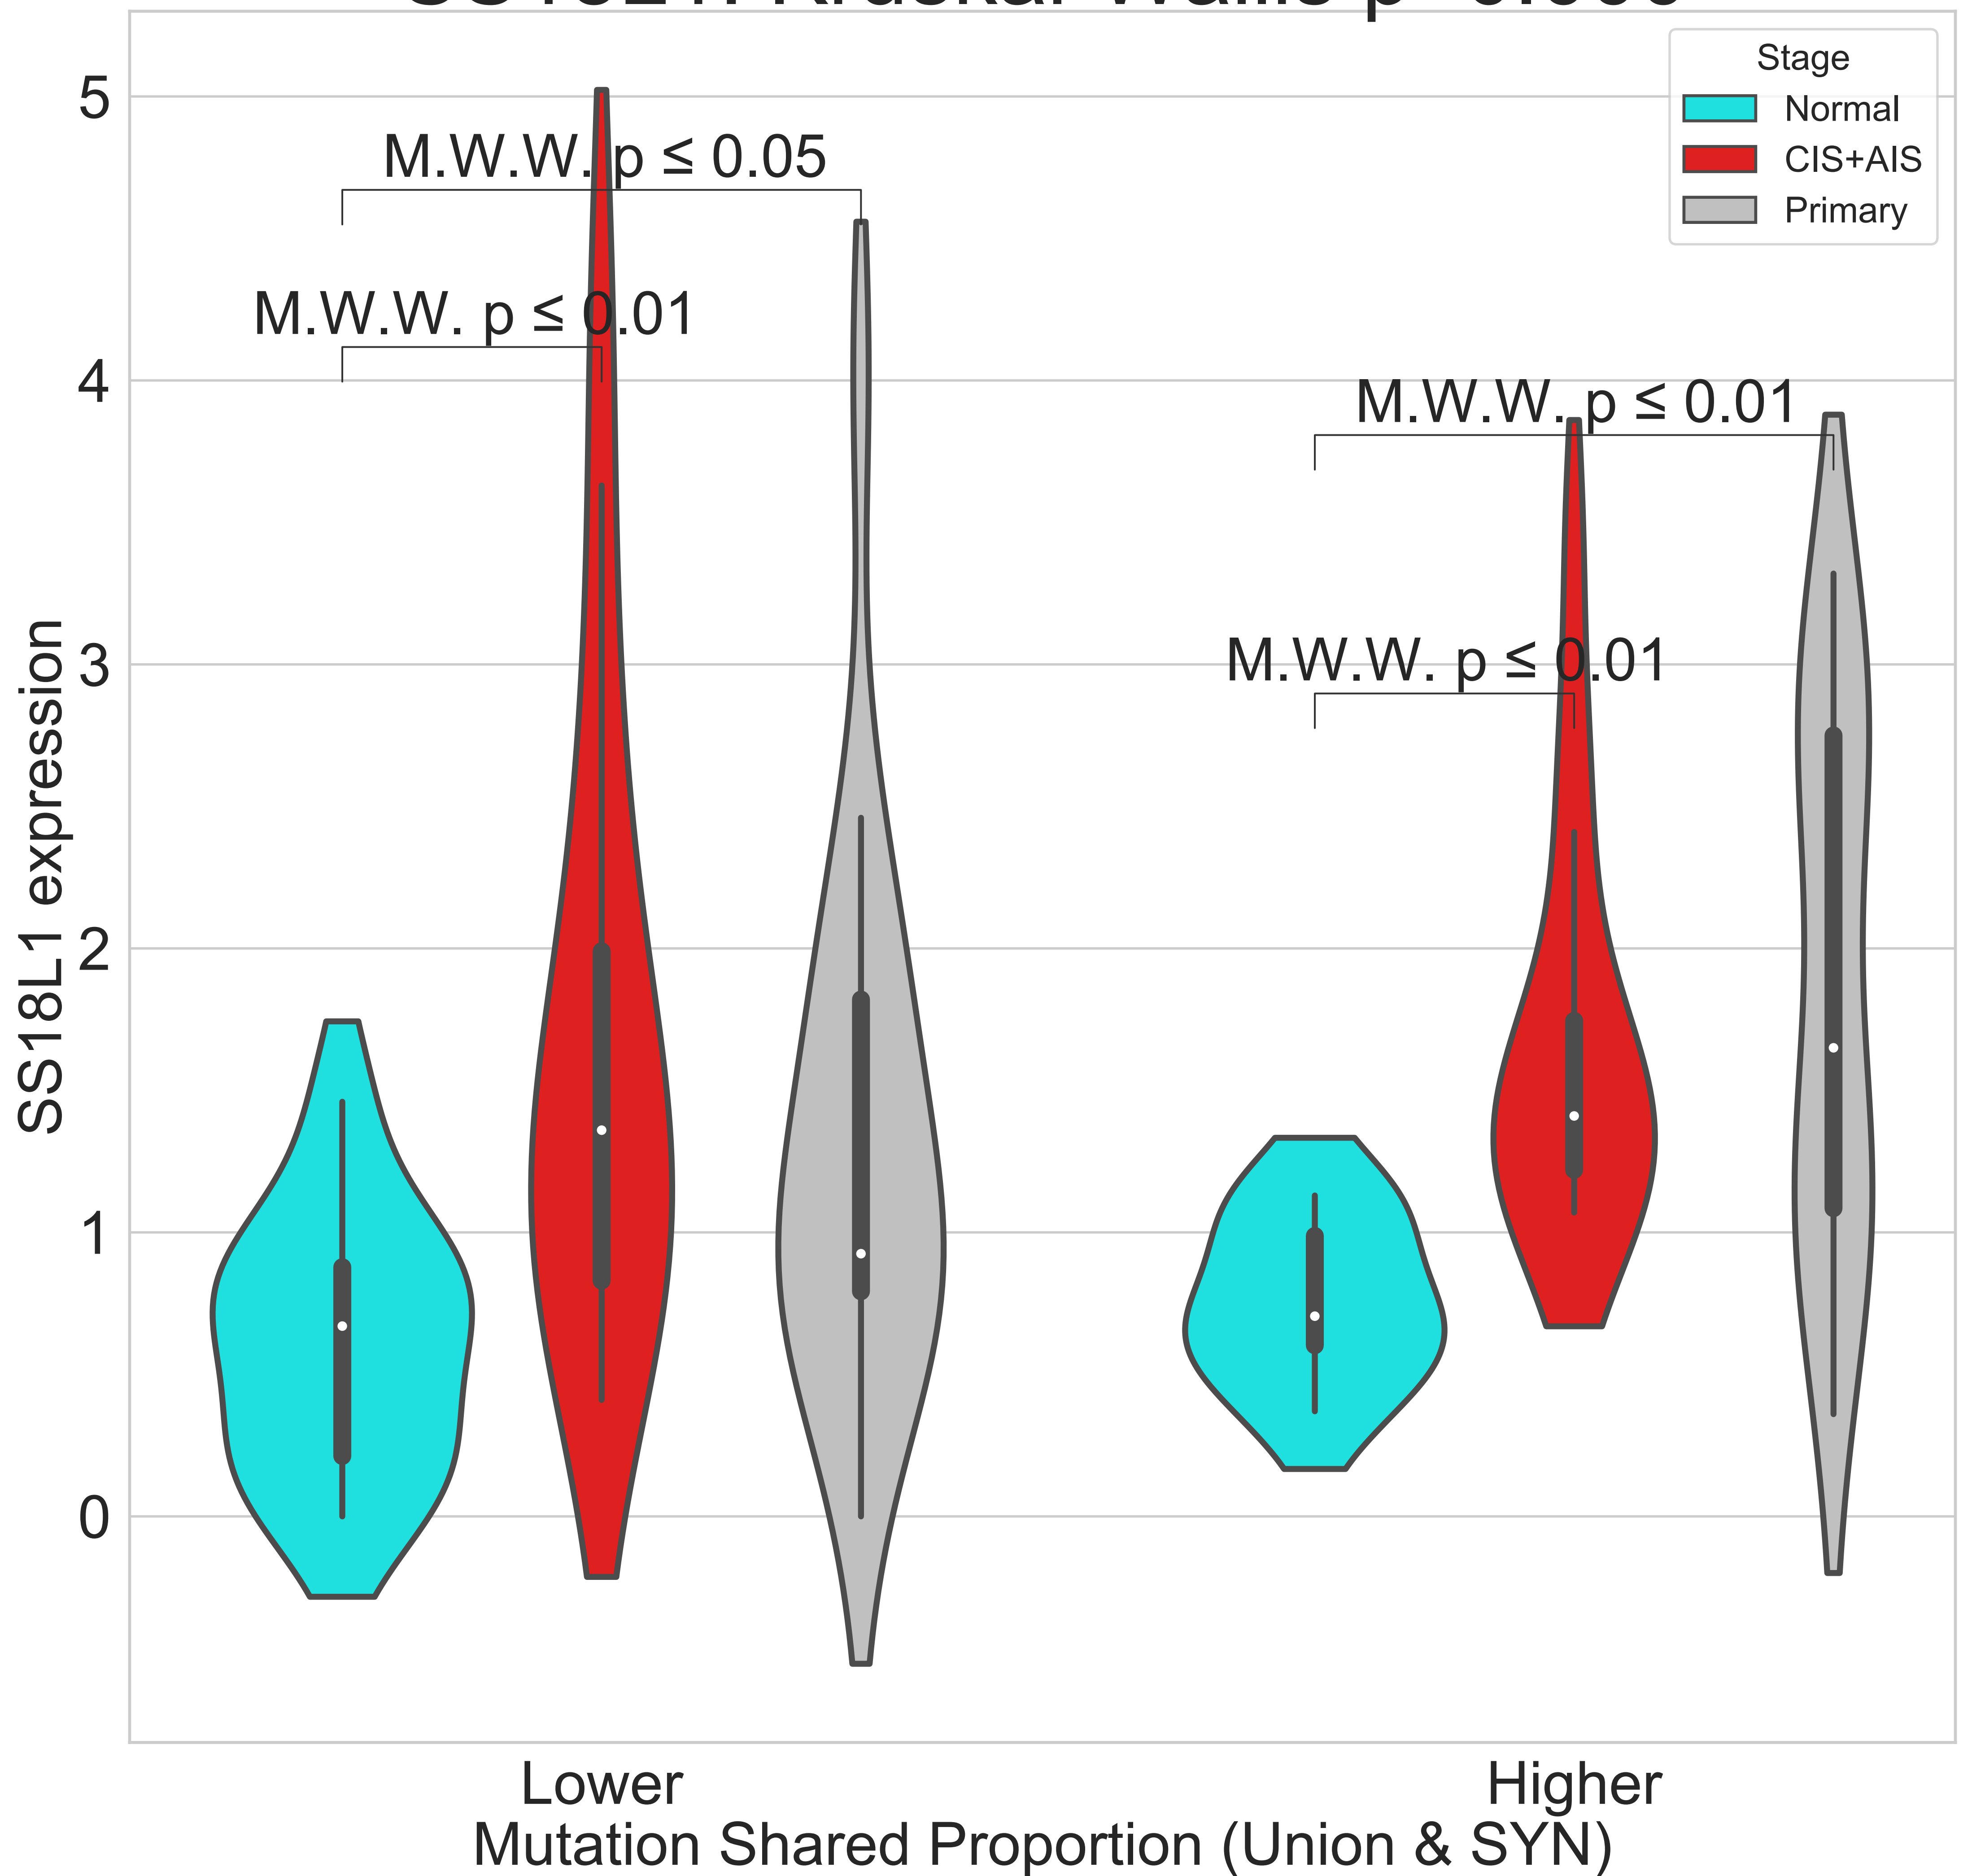 Stage
Normal
CIS+AIS
Primary
5
4
3
2
1
0
SS18L1 expression
M.W.W. p ≤ 0.05
M.W.W. p ≤ 0.01
M.W.W. p ≤ 0.01
M.W.W. p ≤ 0.01
Lower
Higher
Mutation Shared Proportion (Union & SYN)